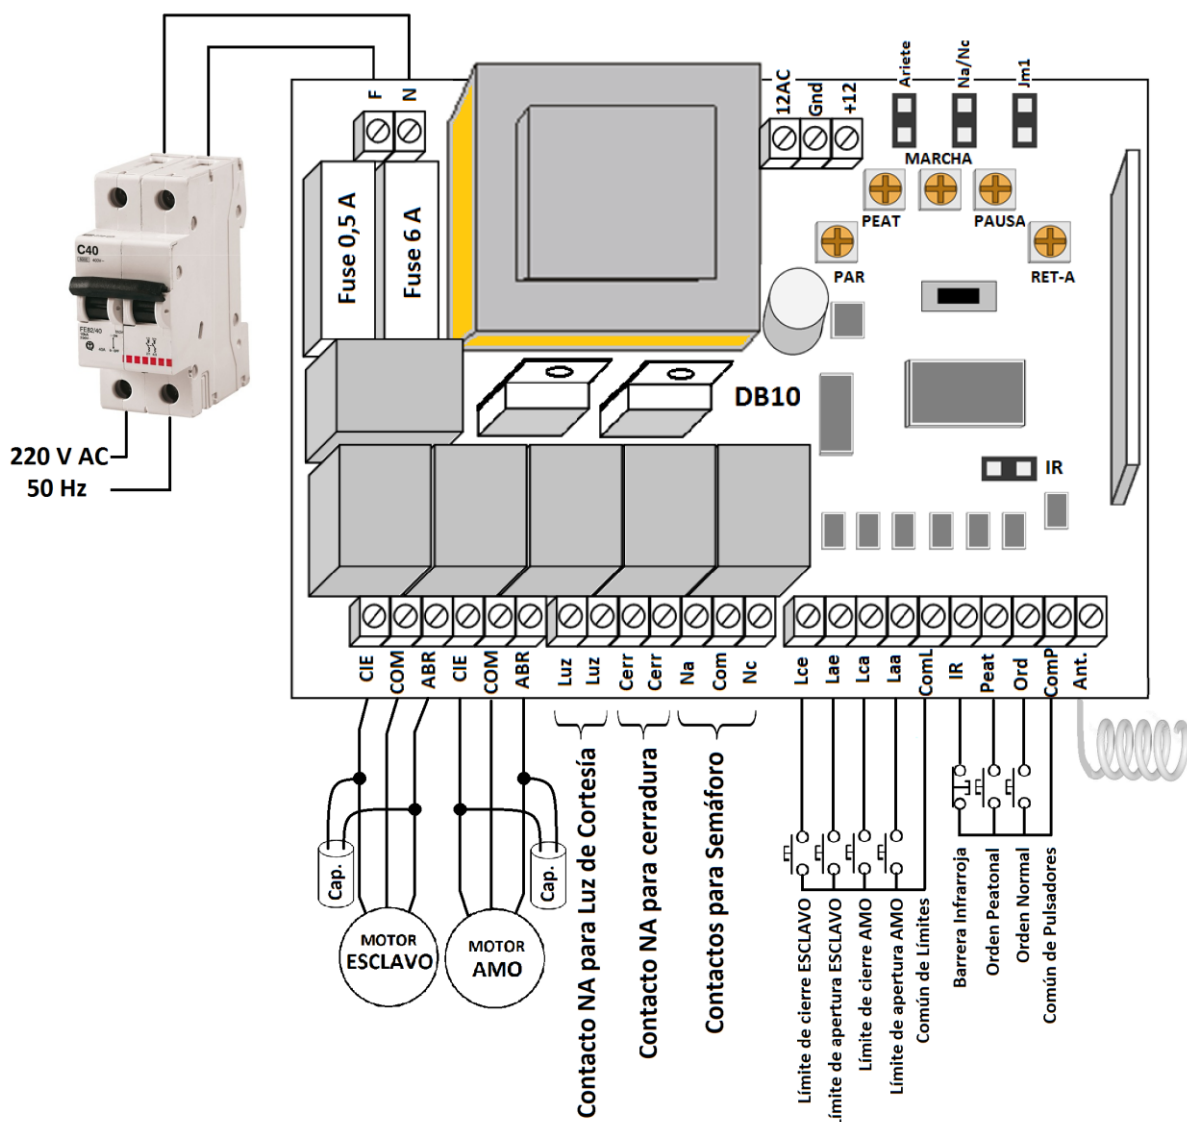 Ariete
Na/Nc
Jm1
12AC
Gnd
+12
F
N
MARCHA
PEAT
PAUSA
PAR
RET-A
Fuse 0,5 A
Fuse 6 A
C40
FE82/40
DB10
IR
220 V AC
50 Hz
CIE
COM
ABR
CIE
COM
ABR
Luz
Luz
Cerr
Cerr
Na
Com
Nc
Lce
Lae
Lca
Laa
ComL
IR
Peat
Ord
ComP
Ant.
Cap.
Cap.
MOTOR
ESCLAVO
MOTOR
AMO
Contacto NA para Luz de Cortesía
Contacto NA para cerradura
Contactos para Semáforo
Límite de cierre ESCLAVO
Límite de apertura ESCLAVO
Límite de cierre AMO
Límite de apertura AMO
Común de Límites
Barrera Infrarroja
Orden Peatonal
Orden Normal
Común de Pulsadores